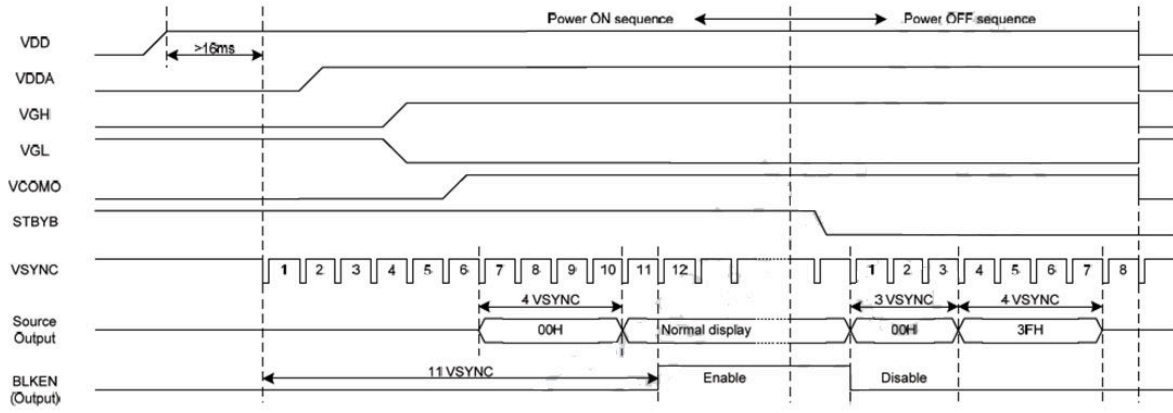 Power ON sequence
Power OFF sequence
VDD
>16ms
VDDA
VGH
VGL
VCOMO
STBYB
VSYNC
1 2 3 4 5 6 7 8 9 10 11 12 1 2 3 4 5 6 7 8
4 VSYNC
3 VSYNC
4 VSYNC
Source
Output
00H
Normal display
00H
3FH
11 VSYNC
BLKEN
(Output)
Enable
Disable